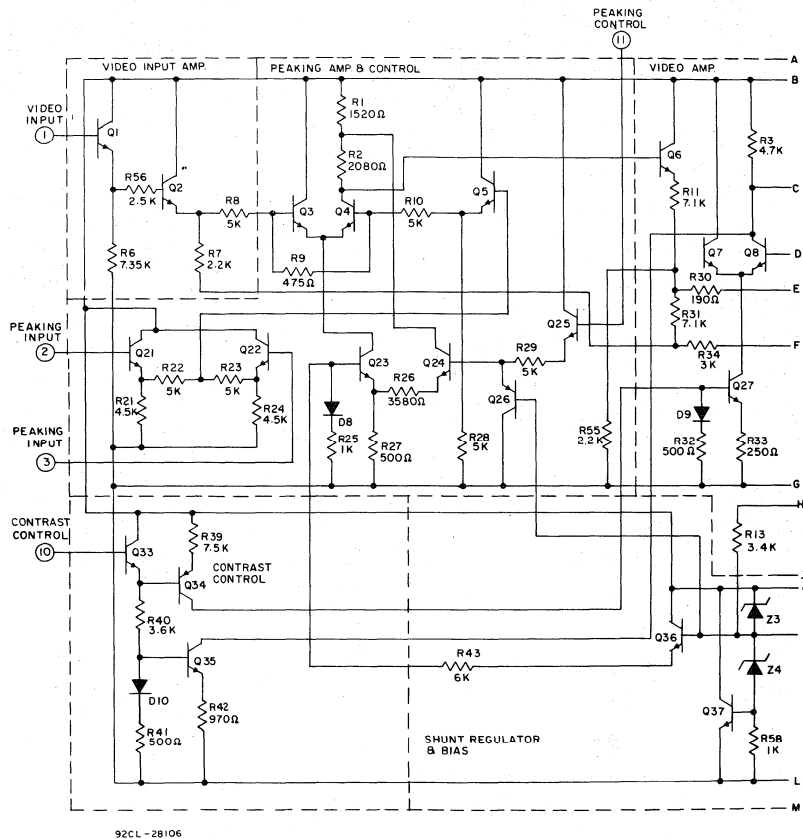 PEAKING
CONTROL
11
A
VIDEO INPUT AMP.
PEAKING AMP. & CONTROL
VIDEO AMP.
B
VIDEO
INPUT
1
Q1
R56
2.5K
Q2
R8
5K
R6
7.35K
R7
2.2K
R1
1520Ω
R2
2080Ω
Q3
Q4
R9
475Ω
R10
5K
Q5
Q6
R11
7.1K
R3
4.7K
C
Q7
Q8
D
R30
190Ω
E
R31
7.1K
F
R34
3K
PEAKING
INPUT
2
Q21
Q22
R22
5K
R23
5K
R21
4.5K
R24
4.5K
PEAKING
INPUT
3
Q23
Q24
R26
3580Ω
R29
5K
Q25
Q26
D8
R25
1K
R27
500Ω
R28
5K
R55
2.2K
Q27
D9
R32
500Ω
R33
250Ω
G
H
CONTRAST
CONTROL
10
Q33
R39
7.5K
CONTRAST
CONTROL
Q34
R40
3.6K
Q35
D10
R41
500Ω
R42
970Ω
R43
6K
Q36
R13
3.4K
Z3
Z4
Q37
R58
1K
SHUNT REGULATOR
& BIAS
L
M
92CL-28106